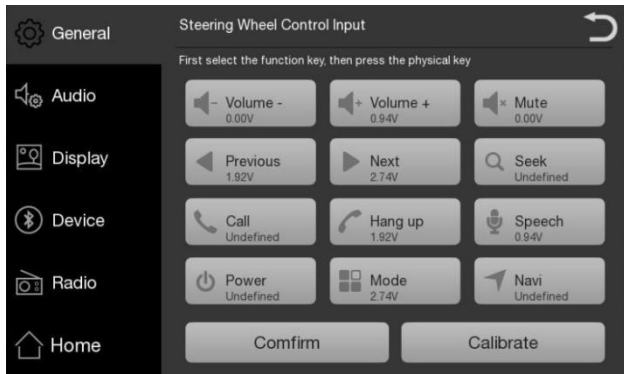 General
Audio
Display
Device
Radio
Home
Steering Wheel Control Input
First select the function key, then press the physical key
Volume -
0.00V
Volume +
0.94V
Mute
0.00V
Previous
1.92V
Next
2.74V
Seek
Undefined
Call
Undefined
Hang up
1.92V
Speech
0.94V
Power
Undefined
Mode
2.74V
Navi
Undefined
Comfirm
Calibrate